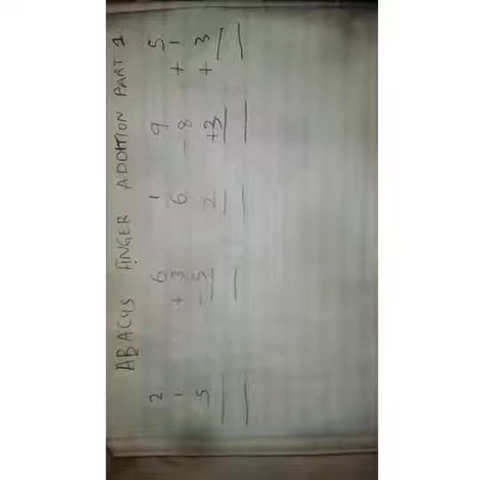 ABACUS FINGER ADDITION PART 1
2 6 1 9 5
1 + 3 6 - 8 + 1
5 - 5 2 +3 + 3